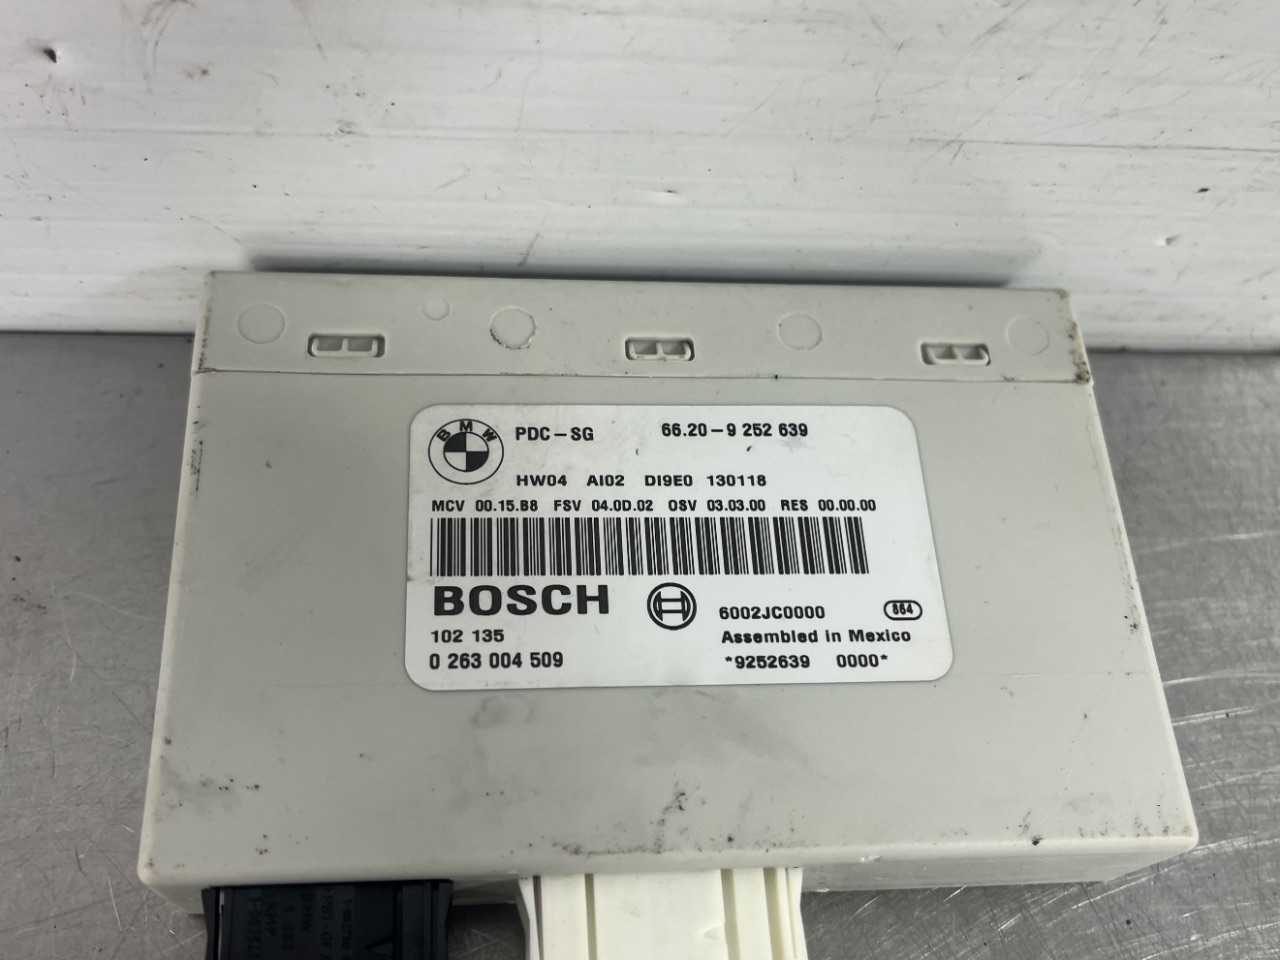 BMW PDC-SG 66.20-9 252 639
HW04 AI02 DI9E0 130118
MCV 00.15.B8 FSV 04.0D.02 OSV 03.03.00 RES 00.00.00
BOSCH 6002JC0000 864
102 135 Assembled in Mexico
0 263 004 509 *9252639 0000*
AMP
BMW